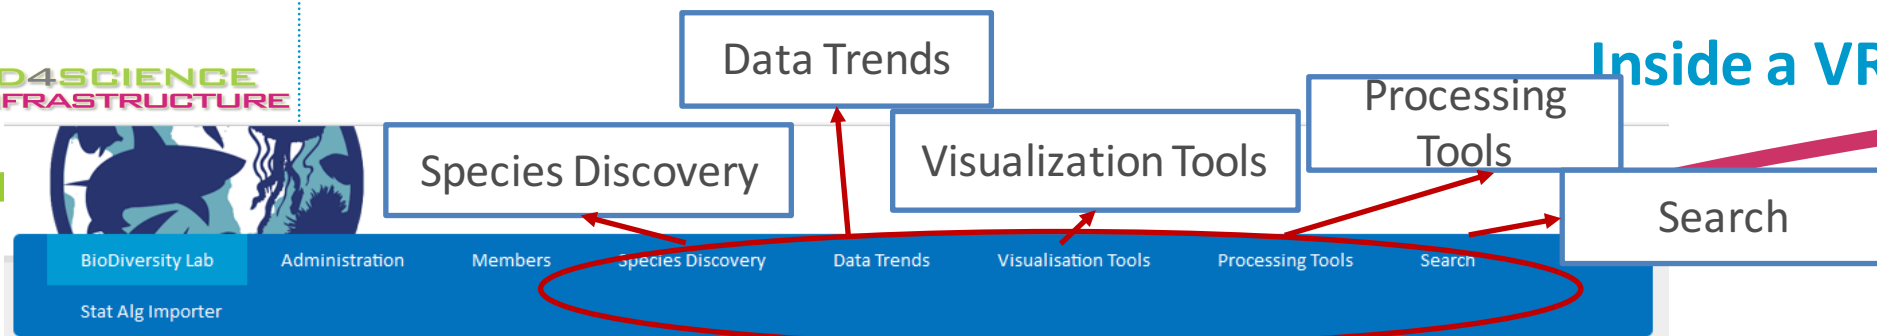 Data Trends
Inside a VR
D4SCIENCE
FRASTRUCTURE
Processing
Tools
Species Discovery
Visualization Tools
Search
BioDiversity Lab Administration Members Species Discovery Data Trends Visualisation Tools Processing Tools Search
Stat Alg Importer